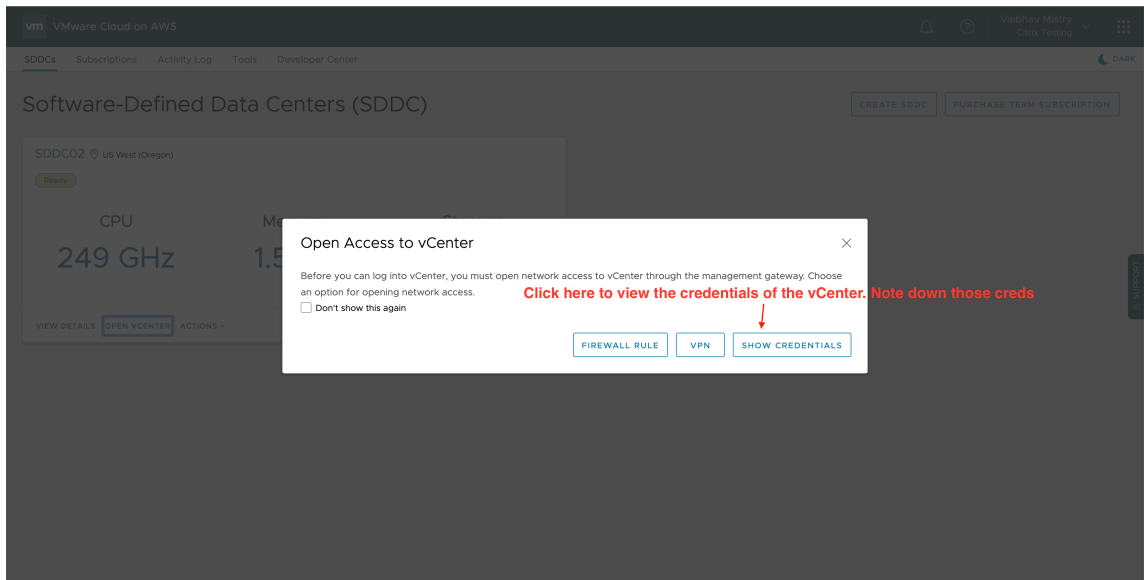 vm VMware Cloud on AWS
Vaibhav Mistry
Citrix Testing
SDDCs Subscriptions Activity Log Tools Developer Center DARK
Software-Defined Data Centers (SDDC) CREATE SDDC PURCHASE TERM SUBSCRIPTION
SDDC02 US West (Oregon)
Ready
CPU
249 GHz 1.5
Open Access to vCenter
Before you can log into vCenter, you must open network access to vCenter through the management gateway. Choose
an option for opening network access.
Click here to view the credentials of the vCenter. Note down those creds
Don't show this again
VIEW DETAILS OPEN VCENTER ACTIONS
FIREWALL RULE VPN SHOW CREDENTIALS